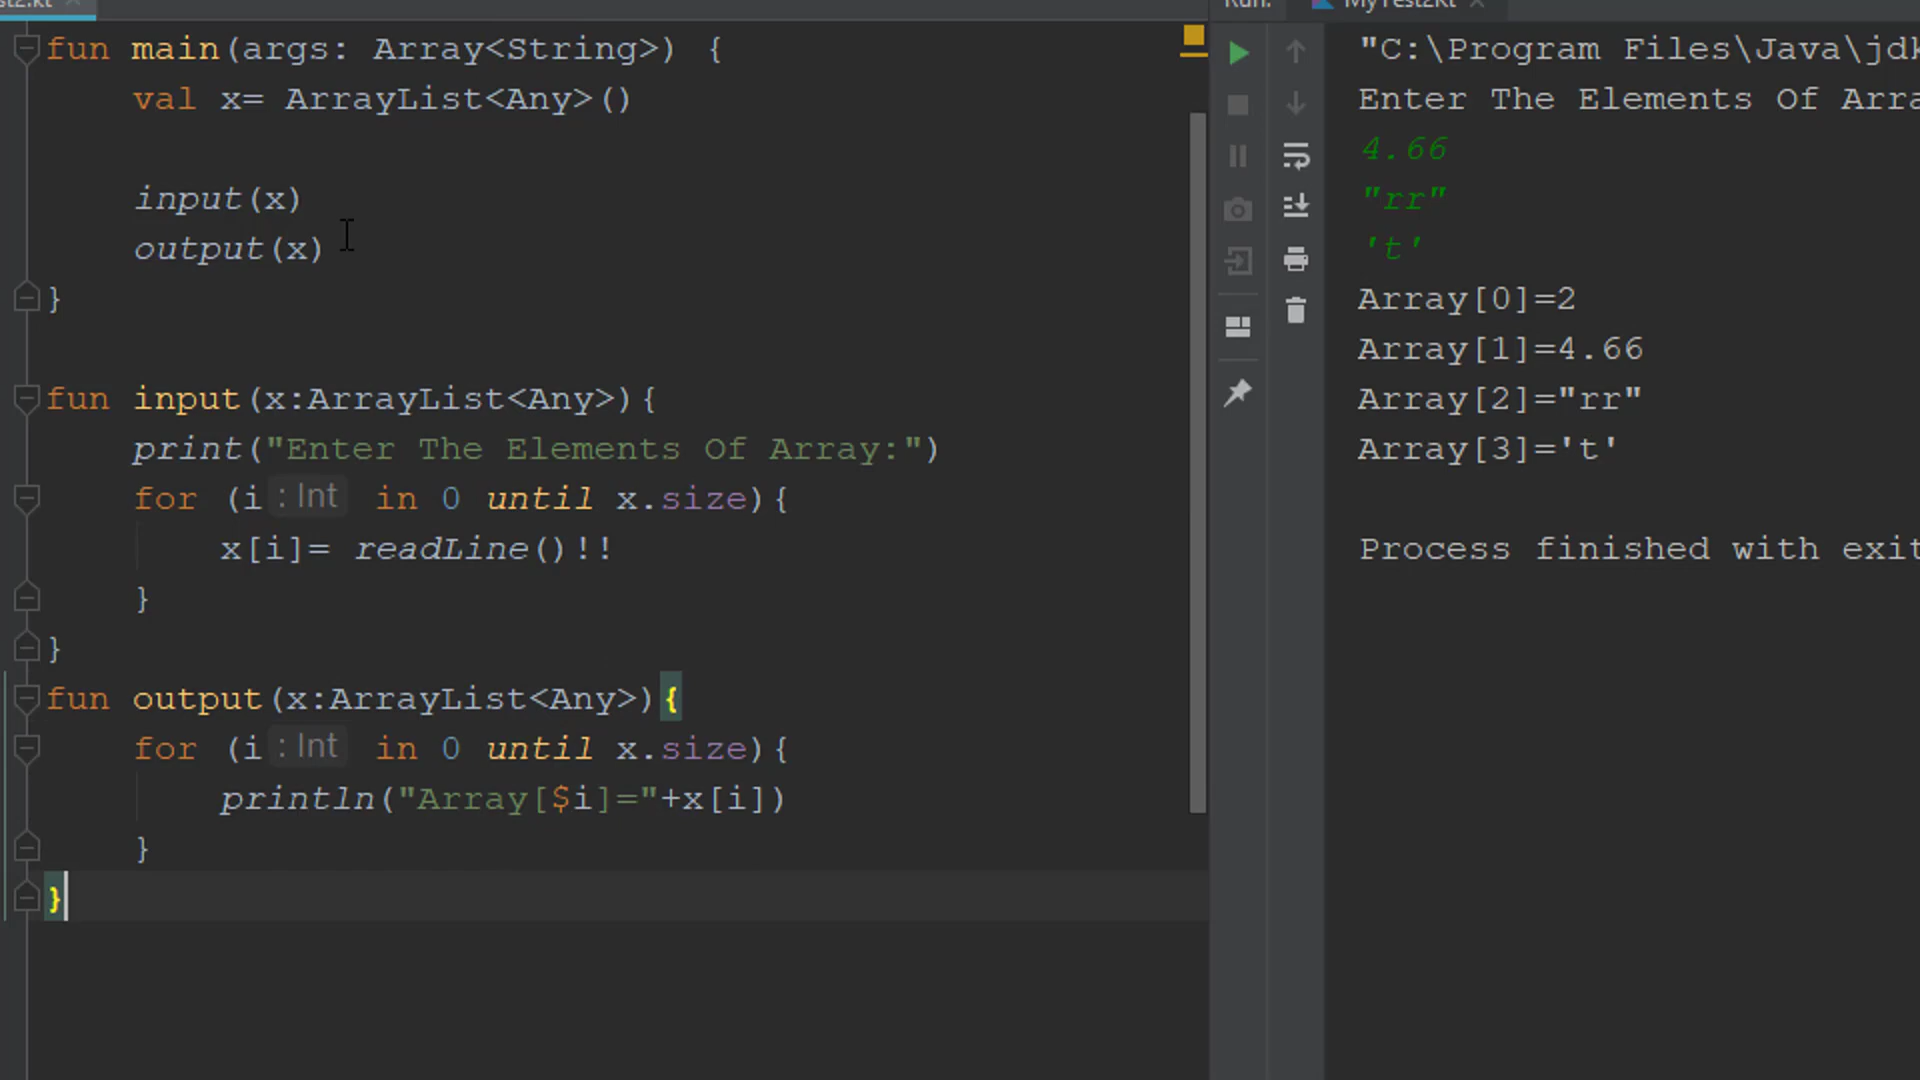 fun main(args: Array<String>) {
val x= ArrayList<Any>()
input(x)
output(x)
}
fun input(x:ArrayList<Any>){
print("Enter The Elements Of Array:")
for (i :Int in 0 until x.size){
x[i]= readLine()!!
}
}
fun output(x:ArrayList<Any>){
for (i :Int in 0 until x.size){
println("Array[$i]="+x[i])
}
}
"C:\Program Files\Java\jdk
Enter The Elements Of Arra
4.66
"rr"
't'
Array[0]=2
Array[1]=4.66
Array[2]="rr"
Array[3]='t'
Process finished with exit